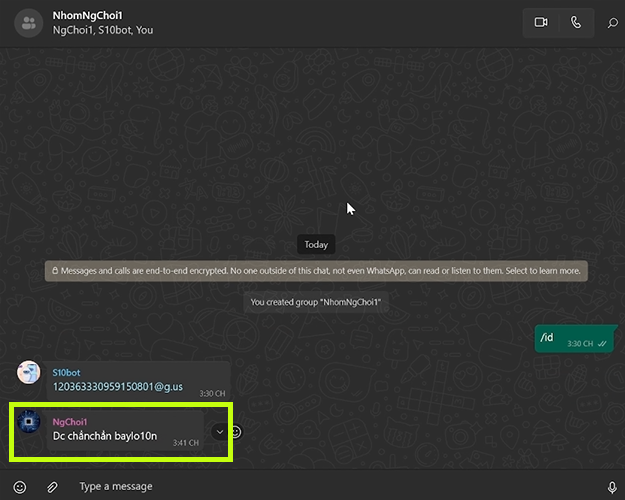 NhomNgChoi1
NgChoi1, S10bot, You
Today
Messages and calls are end-to-end encrypted. No one outside of this chat, not even WhatsApp, can read or listen to them. Select to learn more.
You created group "NhomNgChoi1"
/id
3:30 CH
S10bot
120363330959150801@g.us
3:30 CH
NgChoi1
Dc chẳnchẳn baylo10n
3:41 CH
Type a message